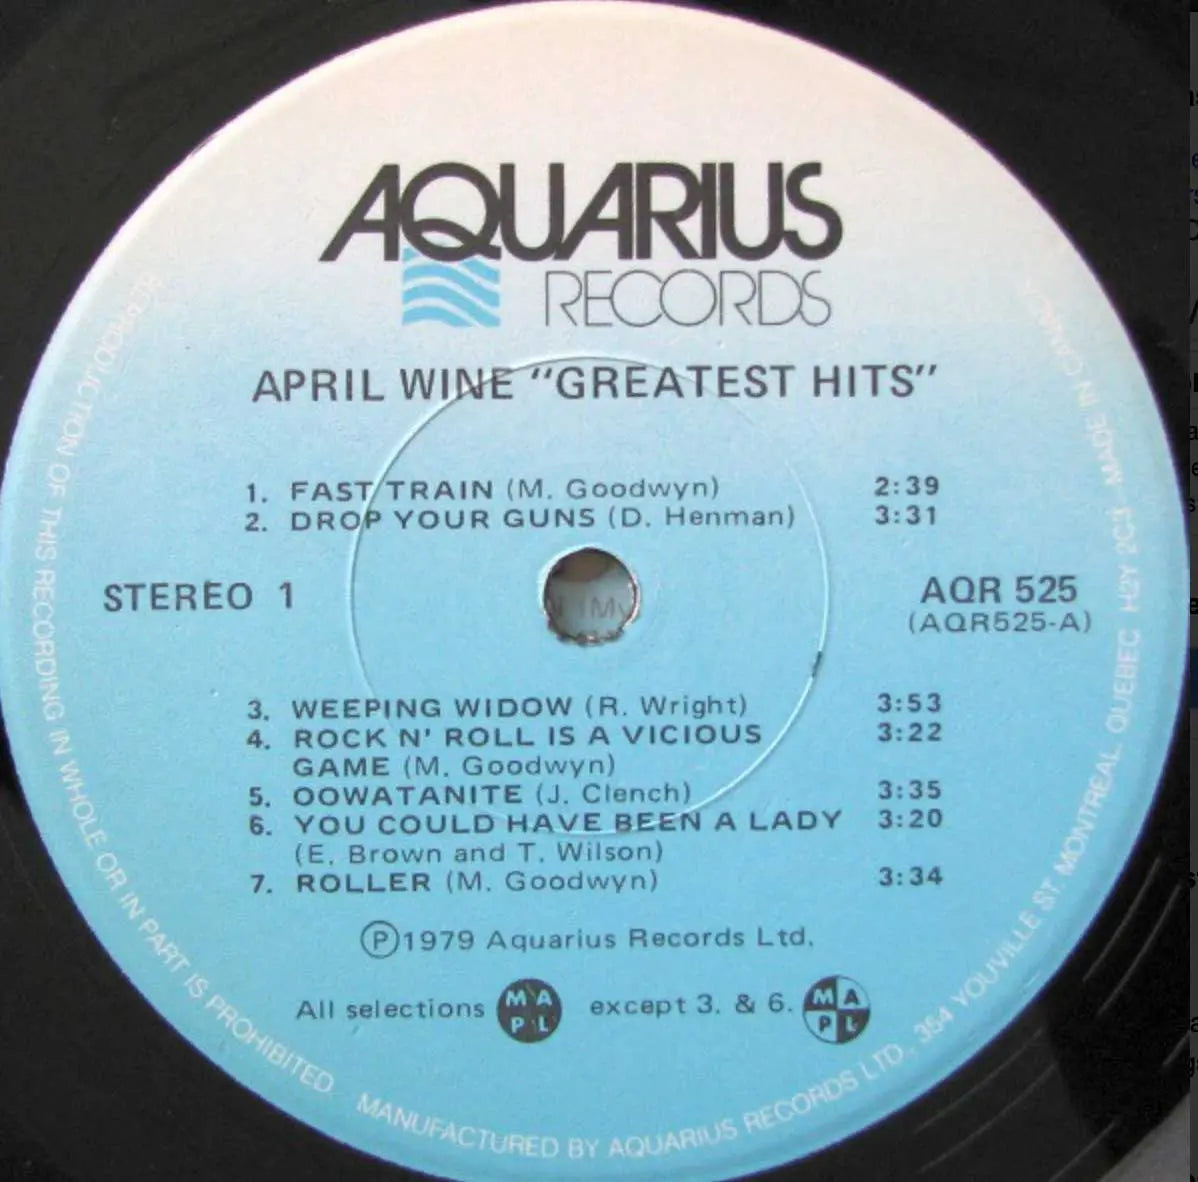 AQUARIUS
RECORDS
APRIL WINE "GREATEST HITS"
1. FAST TRAIN (M. Goodwyn) 2:39
2. DROP YOUR GUNS (D. Henman) 3:31
STEREO 1
AQR 525
(AQR525-A)
3. WEEPING WIDOW (R. Wright) 3:53
4. ROCK N' ROLL IS A VICIOUS 3:22
GAME (M. Goodwyn)
5. OOWATANITE (J. Clench) 3:35
6. YOU COULD HAVE BEEN A LADY 3:20
(E. Brown and T. Wilson)
7. ROLLER (M. Goodwyn) 3:34
Ⓟ1979 Aquarius Records Ltd.
All selections MAPL except 3. & 6. MAPL
REPRODUCTION OF THIS RECORDING IN WHOLE OR IN PART IS PROHIBITED. MANUFACTURED BY AQUARIUS RECORDS LTD. 354 YOUVILLE ST. MONTREAL QUEBEC H2Y 2C3 MADE IN CANADA